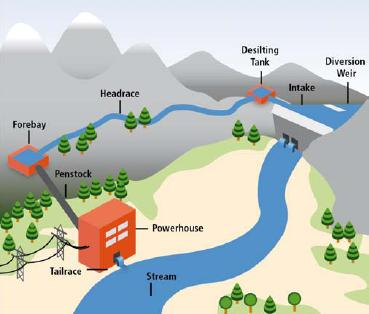 Desilting
Tank
Diversion
Weir
Intake
Headrace
Forebay
Penstock
Powerhouse
Tailrace
Stream